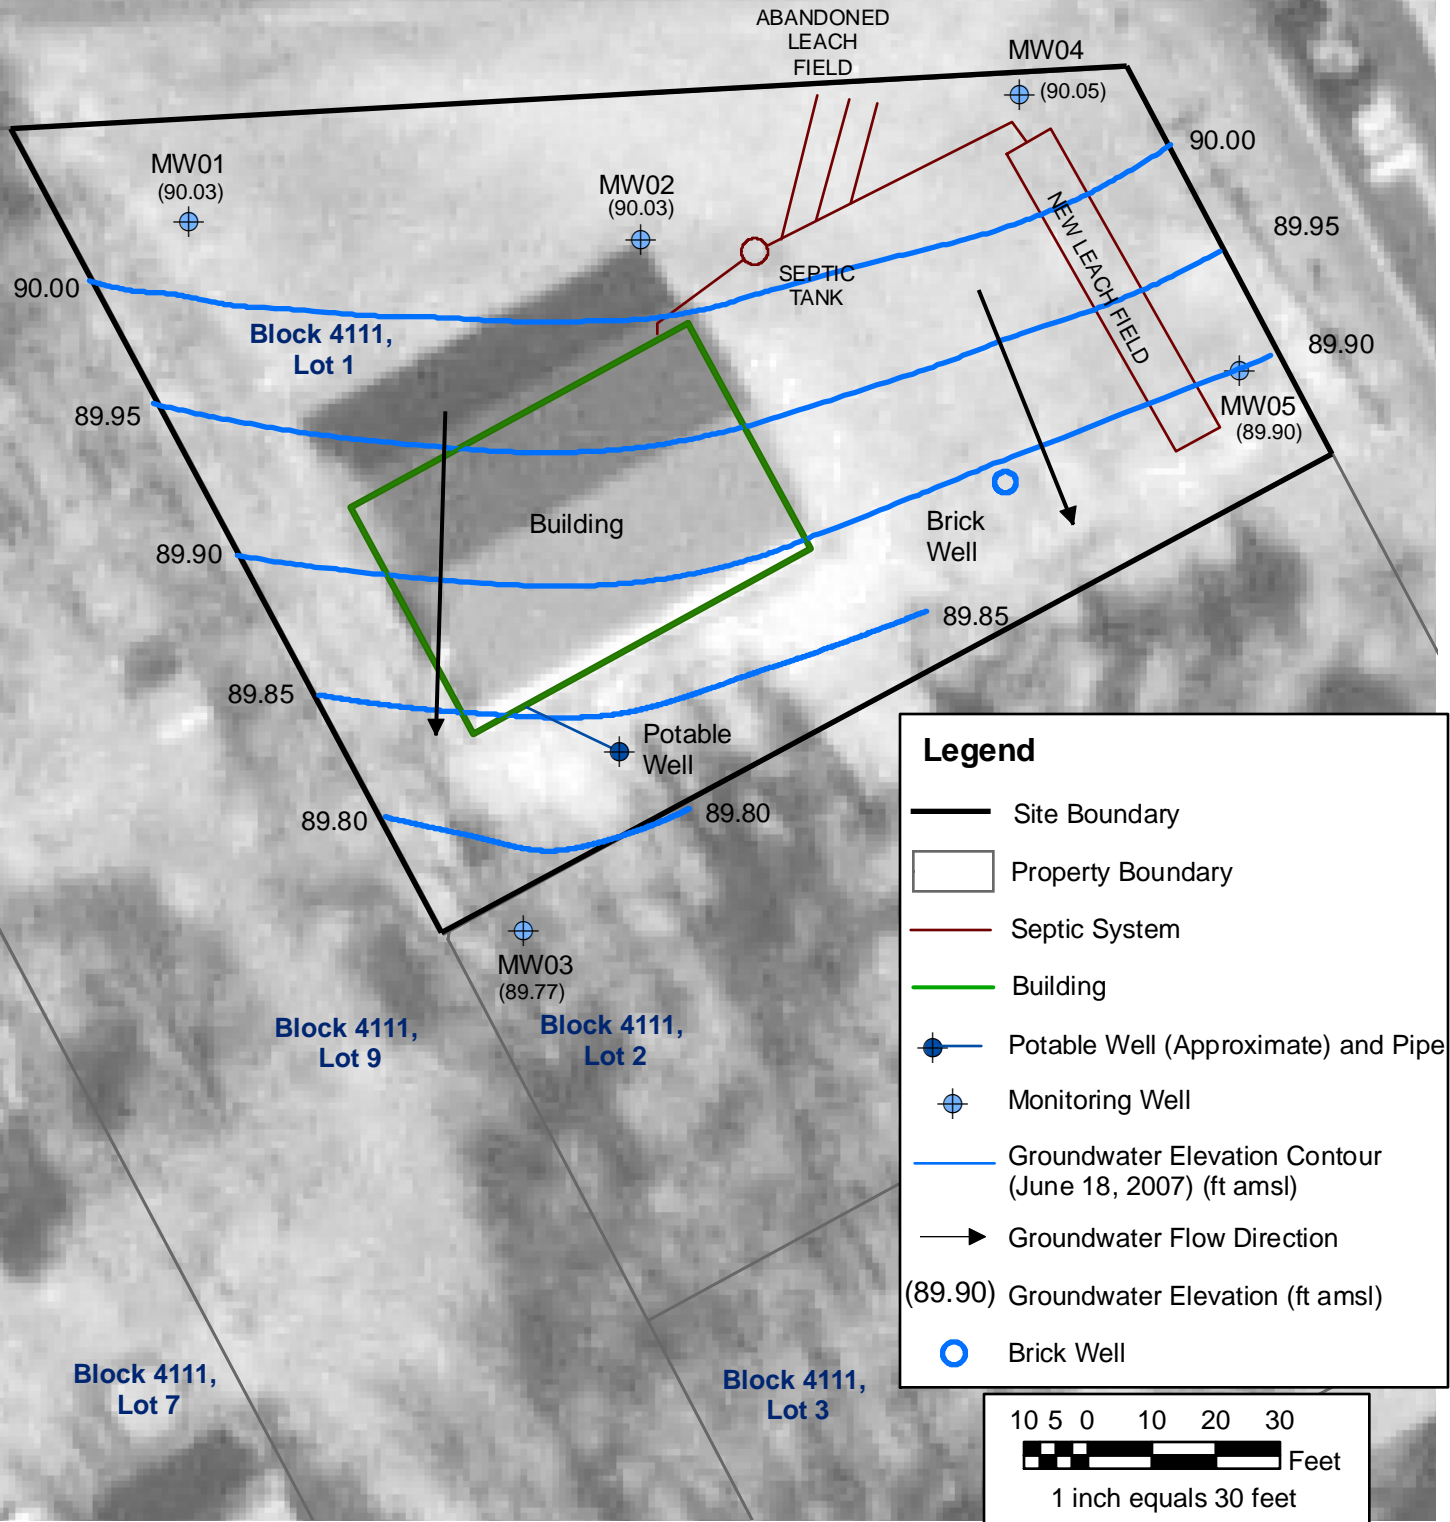 ABANDONED
LEACH
FIELD
MW04
(90.05)
90.00
MW01
(90.03)
MW02
(90.03)
89.95
SEPTIC
TANK
NEW LEACH FIELD
90.00
Block 4111,
Lot 1
89.90
89.95
MW05
(89.90)
Building
Brick
Well
89.90
89.85
89.85
Potable
Well
89.80
89.80
MW03
(89.77)
Block 4111,
Lot 9
Block 4111,
Lot 2
Block 4111,
Lot 7
Block 4111,
Lot 3
Legend
Site Boundary
Property Boundary
Septic System
Building
Potable Well (Approximate) and Pipe
Monitoring Well
Groundwater Elevation Contour
(June 18, 2007) (ft amsl)
Groundwater Flow Direction
(89.90) Groundwater Elevation (ft amsl)
Brick Well
10 5 0 10 20 30
Feet
1 inch equals 30 feet